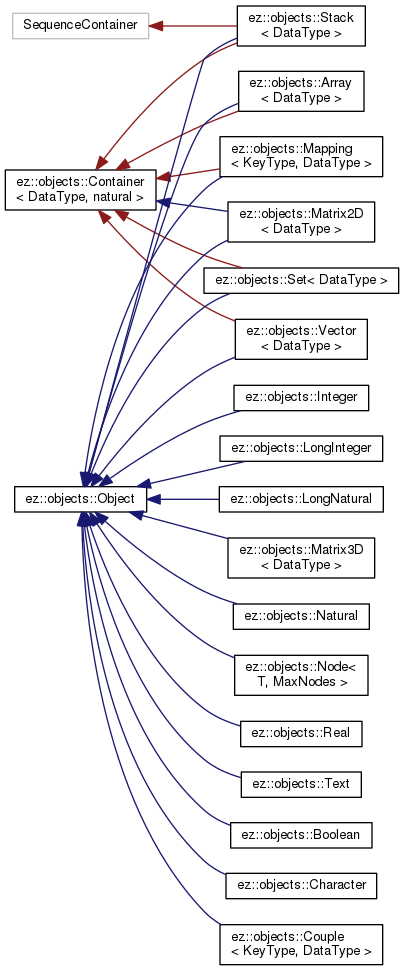 SequenceContainer
ez::objects::Stack
< DataType >
ez::objects::Array
< DataType >
ez::objects::Mapping
< KeyType, DataType >
ez::objects::Container
< DataType, natural >
ez::objects::Matrix2D
< DataType >
ez::objects::Set< DataType >
ez::objects::Vector
< DataType >
ez::objects::Integer
ez::objects::LongInteger
ez::objects::Object
ez::objects::LongNatural
ez::objects::Matrix3D
< DataType >
ez::objects::Natural
ez::objects::Node<
T, MaxNodes >
ez::objects::Real
ez::objects::Text
ez::objects::Boolean
ez::objects::Character
ez::objects::Couple
< KeyType, DataType >